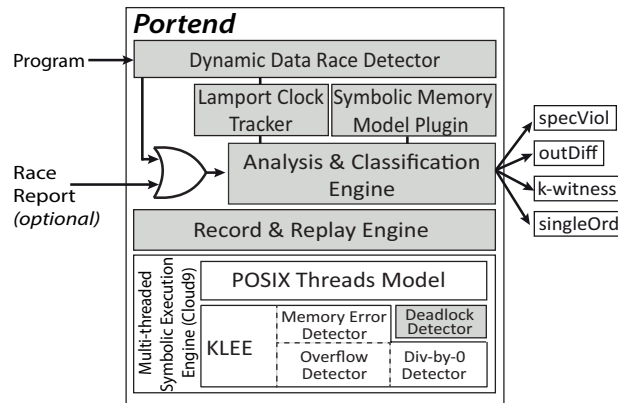 Portend
Program
Dynamic Data Race Detector
Lamport Clock
Tracker
Symbolic Memory
Model Plugin
Race
Report
(optional)
Analysis & Classification
Engine
specViol
outDiff
k-witness
singleOrd
Record & Replay Engine
Multi-threaded
Symbolic Execution
Engine (Cloud9)
POSIX Threads Model
KLEE
Memory Error
Detector
Deadlock
Detector
Overflow
Detector
Div-by-0
Detector